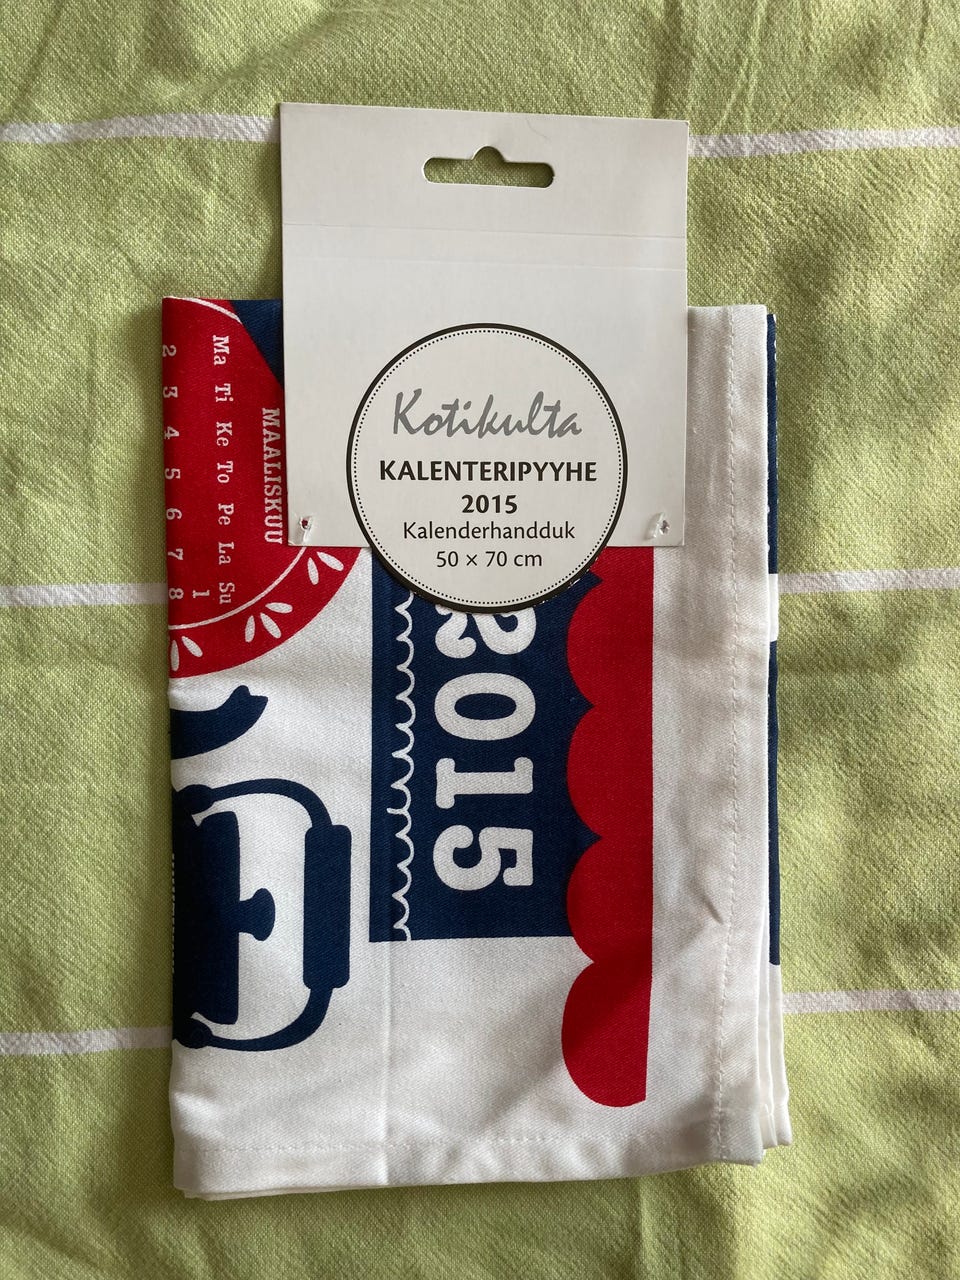 Kotikulta
KALENTERIPYYHE
2015
Kalenderhandduk
50 × 70 cm
MAALISKUU
Ma Ti Ke To Pe La Su
1
2 3 4 5 6 7 8
2015